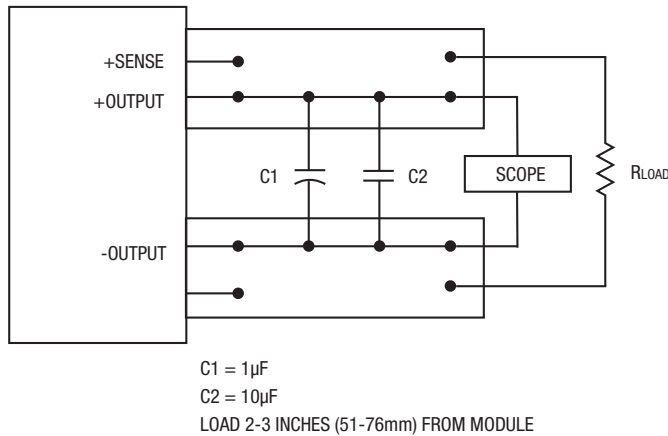 +SENSE
+OUTPUT
C1
C2
SCOPE
RLOAD
-OUTPUT
C1 = 1µF
C2 = 10µF
LOAD 2-3 INCHES (51-76mm) FROM MODULE